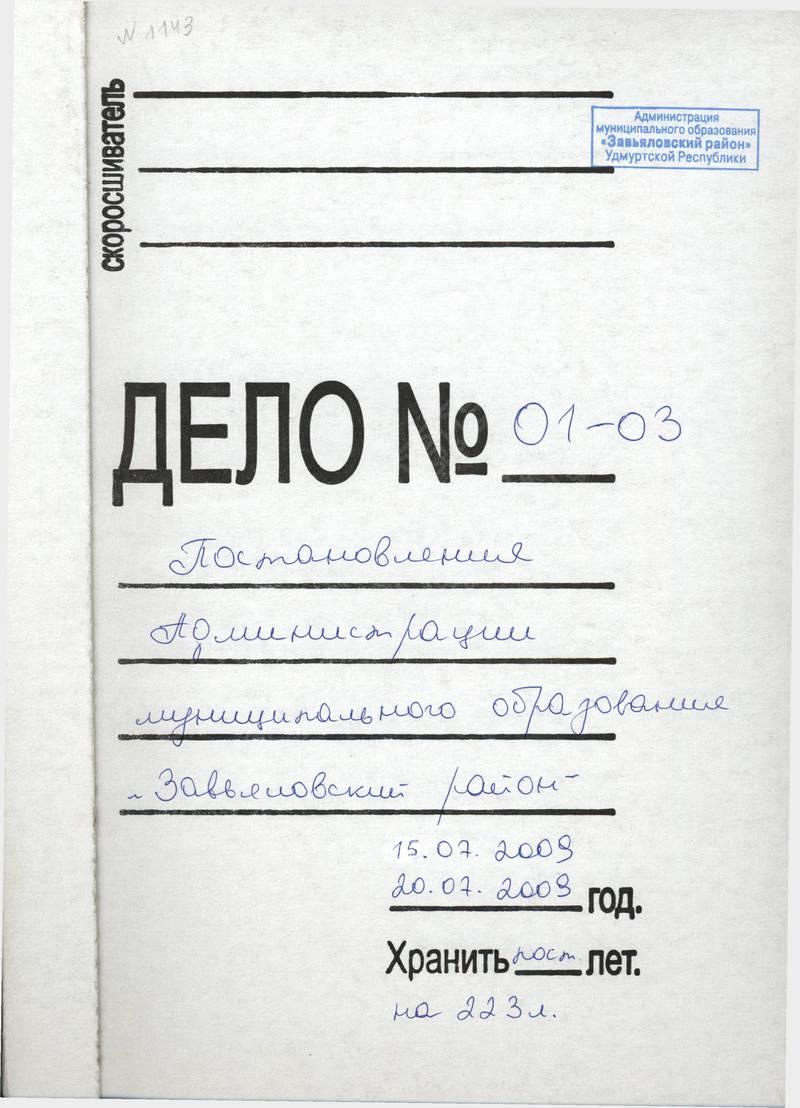 N 1143
скоросшиватель
Администрация
муниципального образования
«Завьяловский район»
Удмуртской Республики
ДЕЛО № 01-03
Постановления
Администрации
муниципального образования
"Завьяловский район"
15.07.2009
20.07.2009 год.
Хранить пост. лет.
на 223 л.